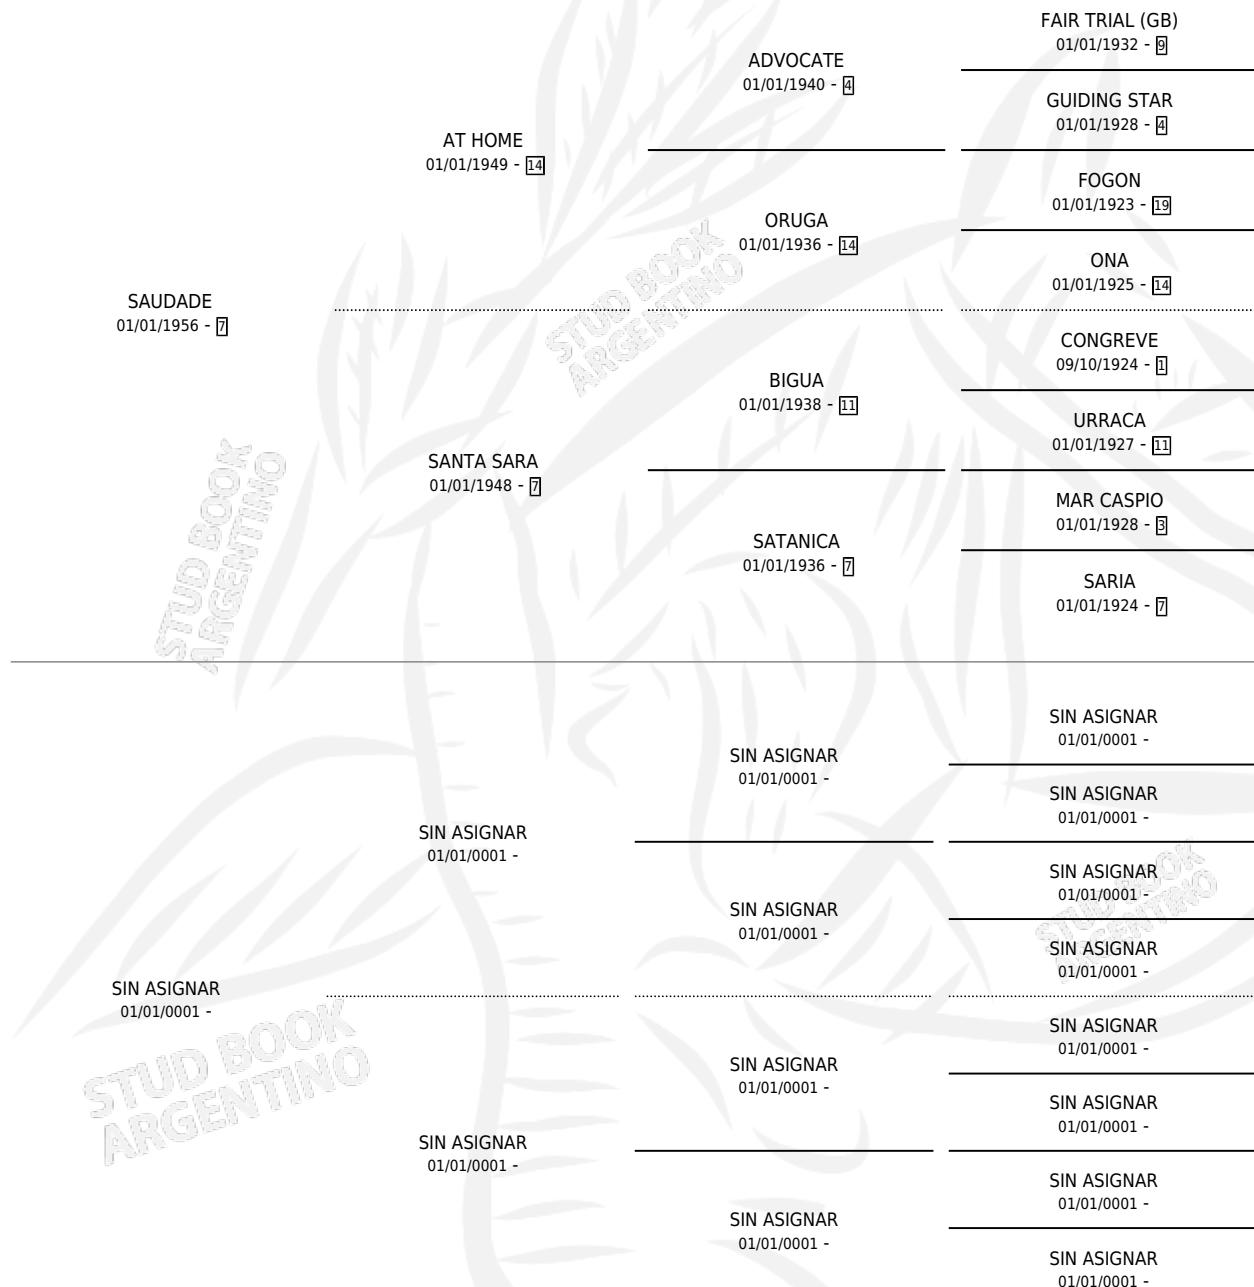 FAIR TRIAL (GB)
01/01/1932 - 9
ADVOCATE
01/01/1940 - 4
GUIDING STAR
01/01/1928 - 4
AT HOME
01/01/1949 - 14
FOGON
01/01/1923 - 19
ORUGA
01/01/1936 - 14
ONA
01/01/1925 - 14
SAUDADE
01/01/1956 - 7
CONGREVE
09/10/1924 - 1
BIGUA
01/01/1938 - 11
URRACA
01/01/1927 - 11
SANTA SARA
01/01/1948 - 7
MAR CASPIO
01/01/1928 - 3
SATANICA
01/01/1936 - 7
SARIA
01/01/1924 - 7
STUD BOOK
ARGENTINO
STUD BOOK
ARGENTINO
SIN ASIGNAR
01/01/0001 -
SIN ASIGNAR
01/01/0001 -
SIN ASIGNAR
01/01/0001 -
SIN ASIGNAR
01/01/0001 -
SIN ASIGNAR
01/01/0001 -
SIN ASIGNAR
01/01/0001 -
SIN ASIGNAR
01/01/0001 -
SIN ASIGNAR
01/01/0001 -
SIN ASIGNAR
01/01/0001 -
SIN ASIGNAR
01/01/0001 -
SIN ASIGNAR
01/01/0001 -
SIN ASIGNAR
01/01/0001 -
SIN ASIGNAR
01/01/0001 -
SIN ASIGNAR
01/01/0001 -
SIN ASIGNAR
01/01/0001 -
STUD BOOK
ARGENTINO
STUD BOOK
ARGENTINO